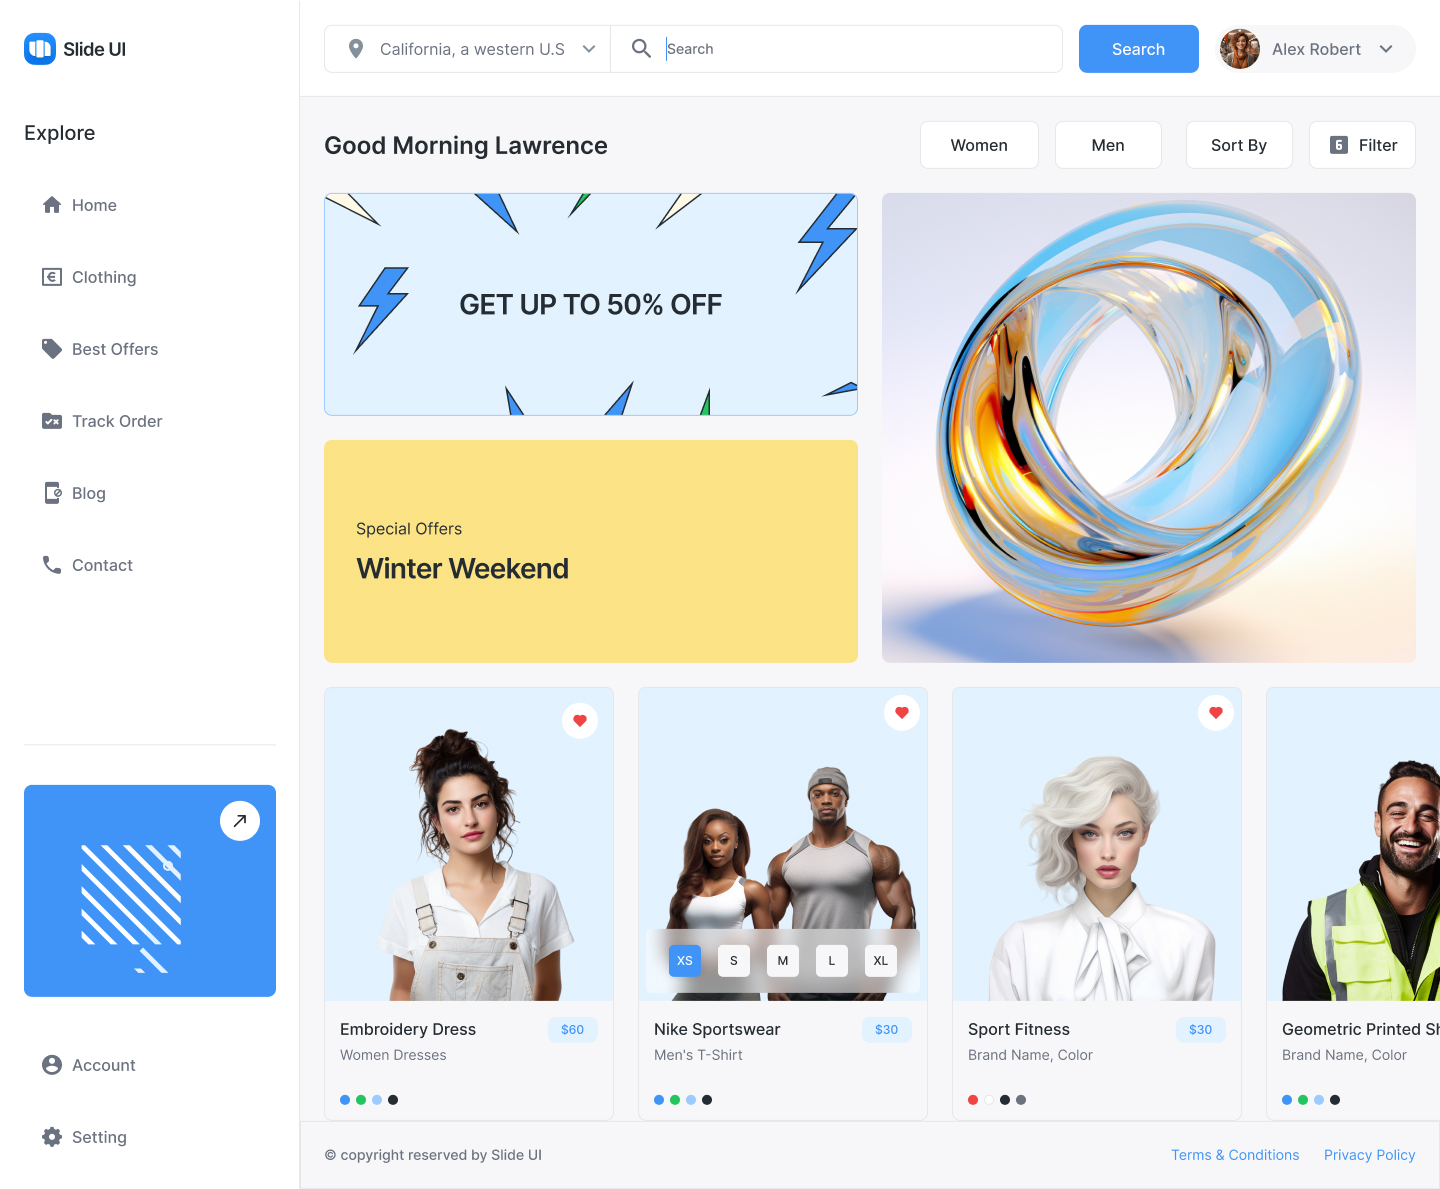 Slide UI
California, a western U.S
Search
Search
Alex Robert
Explore
Home
Clothing
Best Offers
Track Order
Blog
Contact
Account
Setting
Good Morning Lawrence
Women
Men
Sort By
6
Filter
GET UP TO 50% OFF
Special Offers
Winter Weekend
XS
S
M
L
XL
Embroidery Dress
$60
Women Dresses
Nike Sportswear
$30
Men's T-Shirt
Sport Fitness
$30
Brand Name, Color
Geometric Printed
Brand Name, Color
© copyright reserved by Slide UI
Terms & Conditions
Privacy Policy